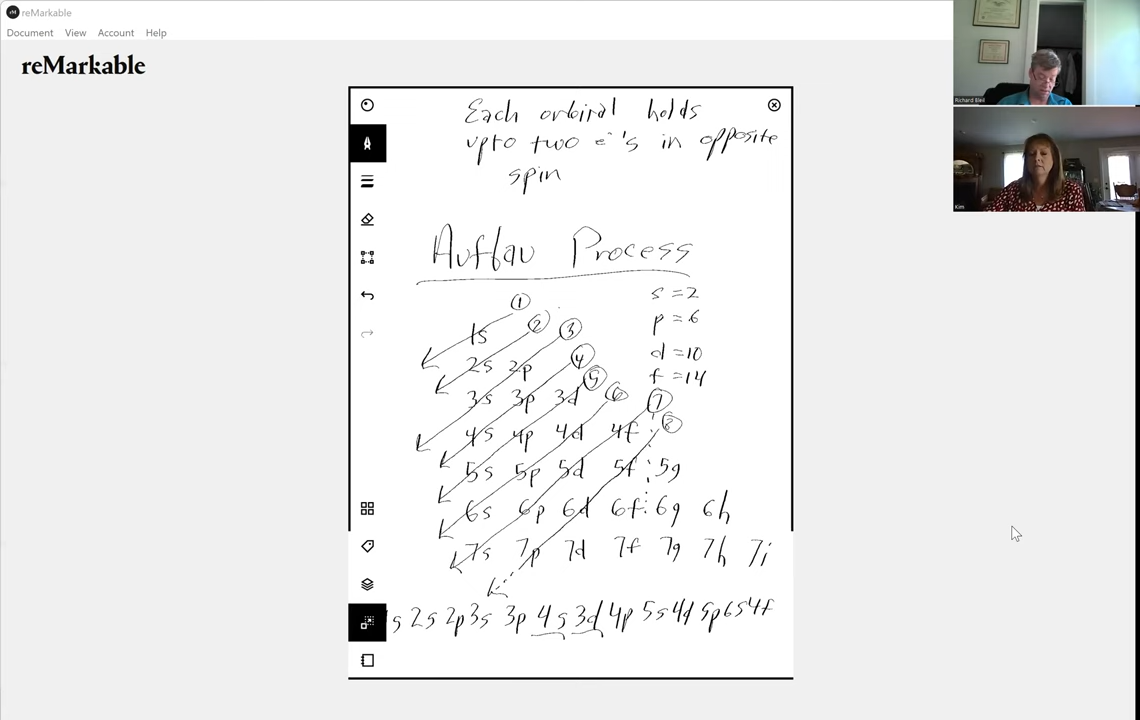 reMarkable
Document View Account Help
reMarkable
Richard Bleil
Kim
Each orbiral holds
upto two e⁻'s in opposite
spin
Aufbau Process
s = 2
p = 6
d = 10
f = 14
1 2 3 4 5 6 7 8
1s
2s 2p
3s 3p 3d
4s 4p 4d 4f
5s 5p 5d 5f 5g
6s 6p 6d 6f 6g 6h
7s 7p 7d 7f 7g 7h 7i
s 2s 2p 3s 3p 4s 3d 4p 5s 4d 5p 6s 4f